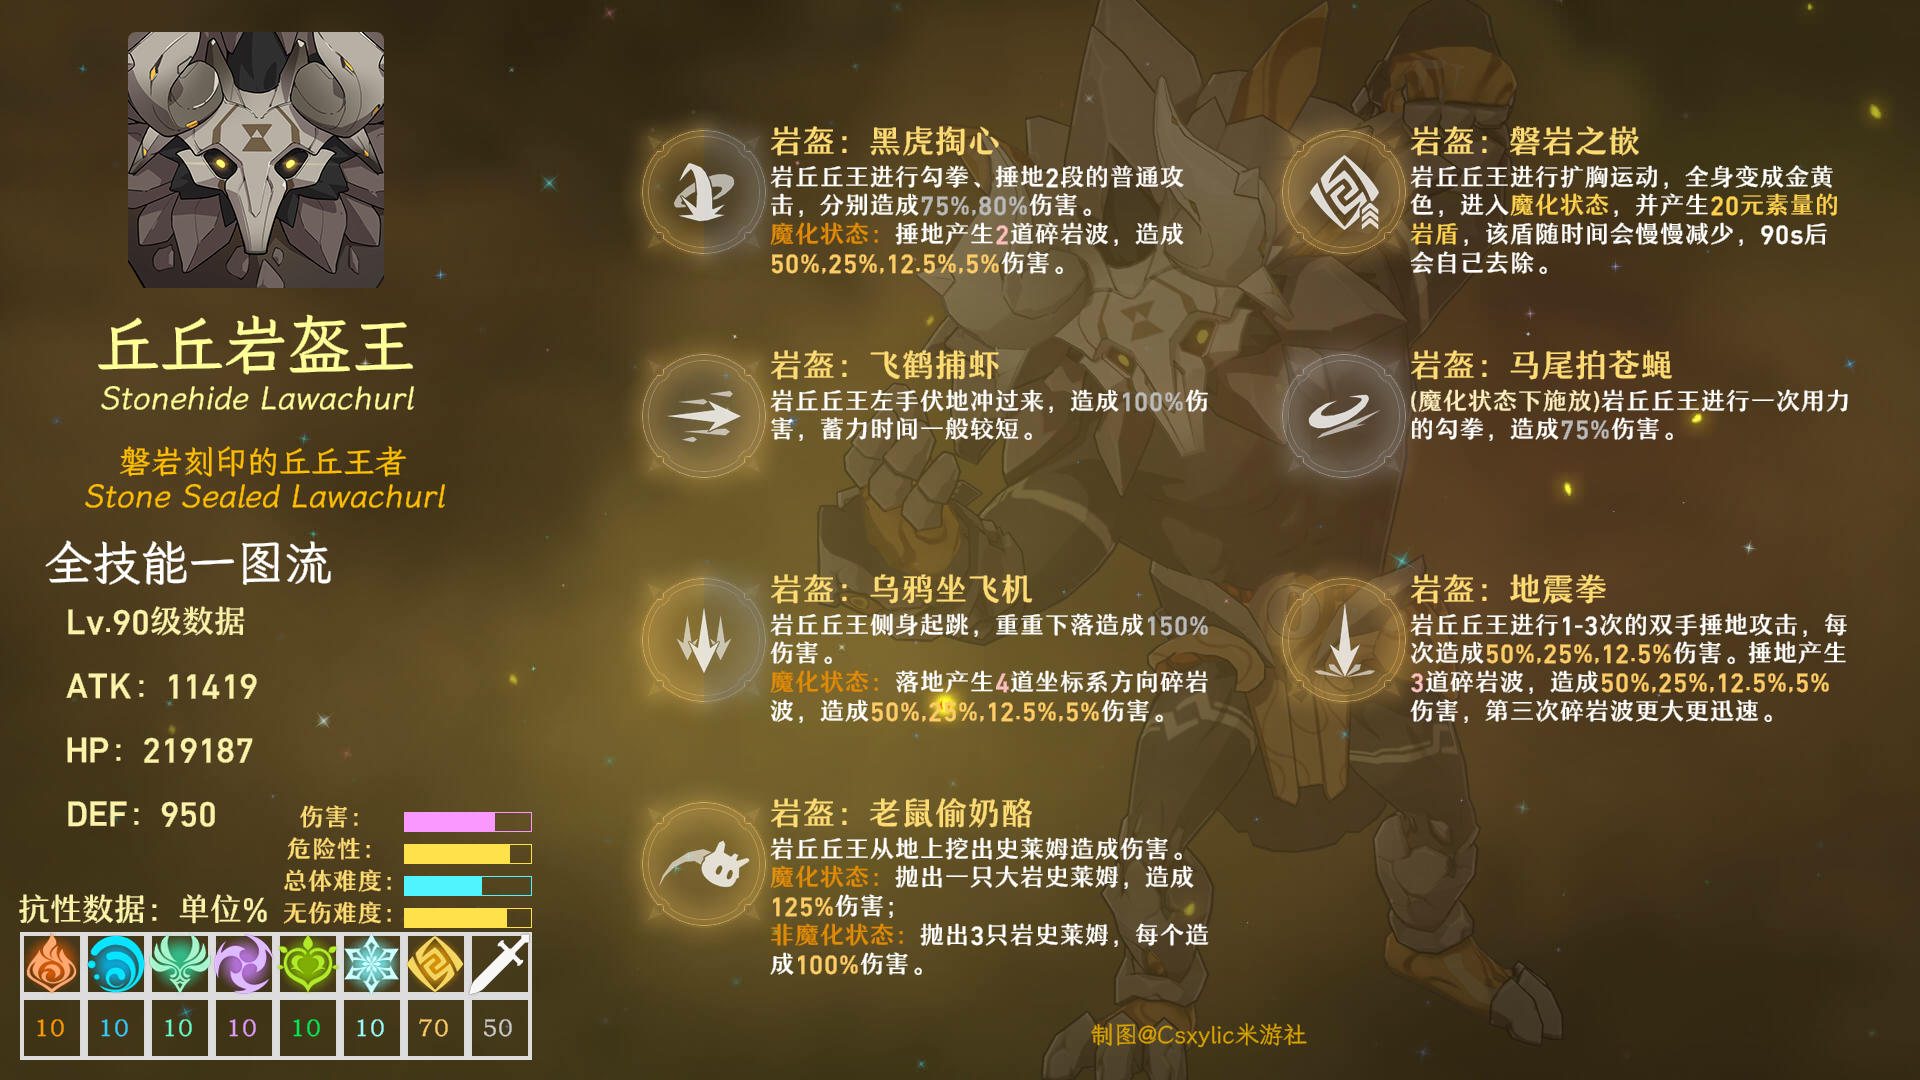 丘丘岩盔王
Stonehide Lawachurl
磐岩刻印的丘丘王者
Stone Sealed Lawachurl
全技能一图流
Lv.90级数据
ATK：11419
HP：219187
DEF：950
伤害：
危险性：
总体难度：
无伤难度：
抗性数据：单位%
10 10 10 10 10 10 70 50
岩盔：黑虎掏心
岩丘丘王进行勾拳、捶地2段的普通攻
击，分别造成75%,80%伤害。
魔化状态：捶地产生2道碎岩波，造成
50%,25%,12.5%,5%伤害。
岩盔：飞鹤捕虾
岩丘丘王左手伏地冲过来，造成100%伤
害，蓄力时间一般较短。
岩盔：乌鸦坐飞机
岩丘丘王侧身起跳，重重下落造成150%
伤害。
魔化状态：落地产生4道坐标系方向碎岩
波，造成50%,25%,12.5%,5%伤害。
岩盔：老鼠偷奶酪
岩丘丘王从地上挖出史莱姆造成伤害。
魔化状态：抛出一只大岩史莱姆，造成
125%伤害；
非魔化状态：抛出3只岩史莱姆，每个造
成100%伤害。
岩盔：磐岩之嵌
岩丘丘王进行扩胸运动，全身变成金黄
色，进入魔化状态，并产生20元素量的
岩盾，该盾随时间会慢慢减少，90s后
会自己去除。
岩盔：马尾拍苍蝇
(魔化状态下施放)岩丘丘王进行一次用力
的勾拳，造成75%伤害。
岩盔：地震拳
岩丘丘王进行1-3次的双手捶地攻击，每
次造成50%,25%,12.5%伤害。捶地产生
3道碎岩波，造成50%,25%,12.5%,5%
伤害，第三次碎岩波更大更迅速。
制图@Csxylic米游社